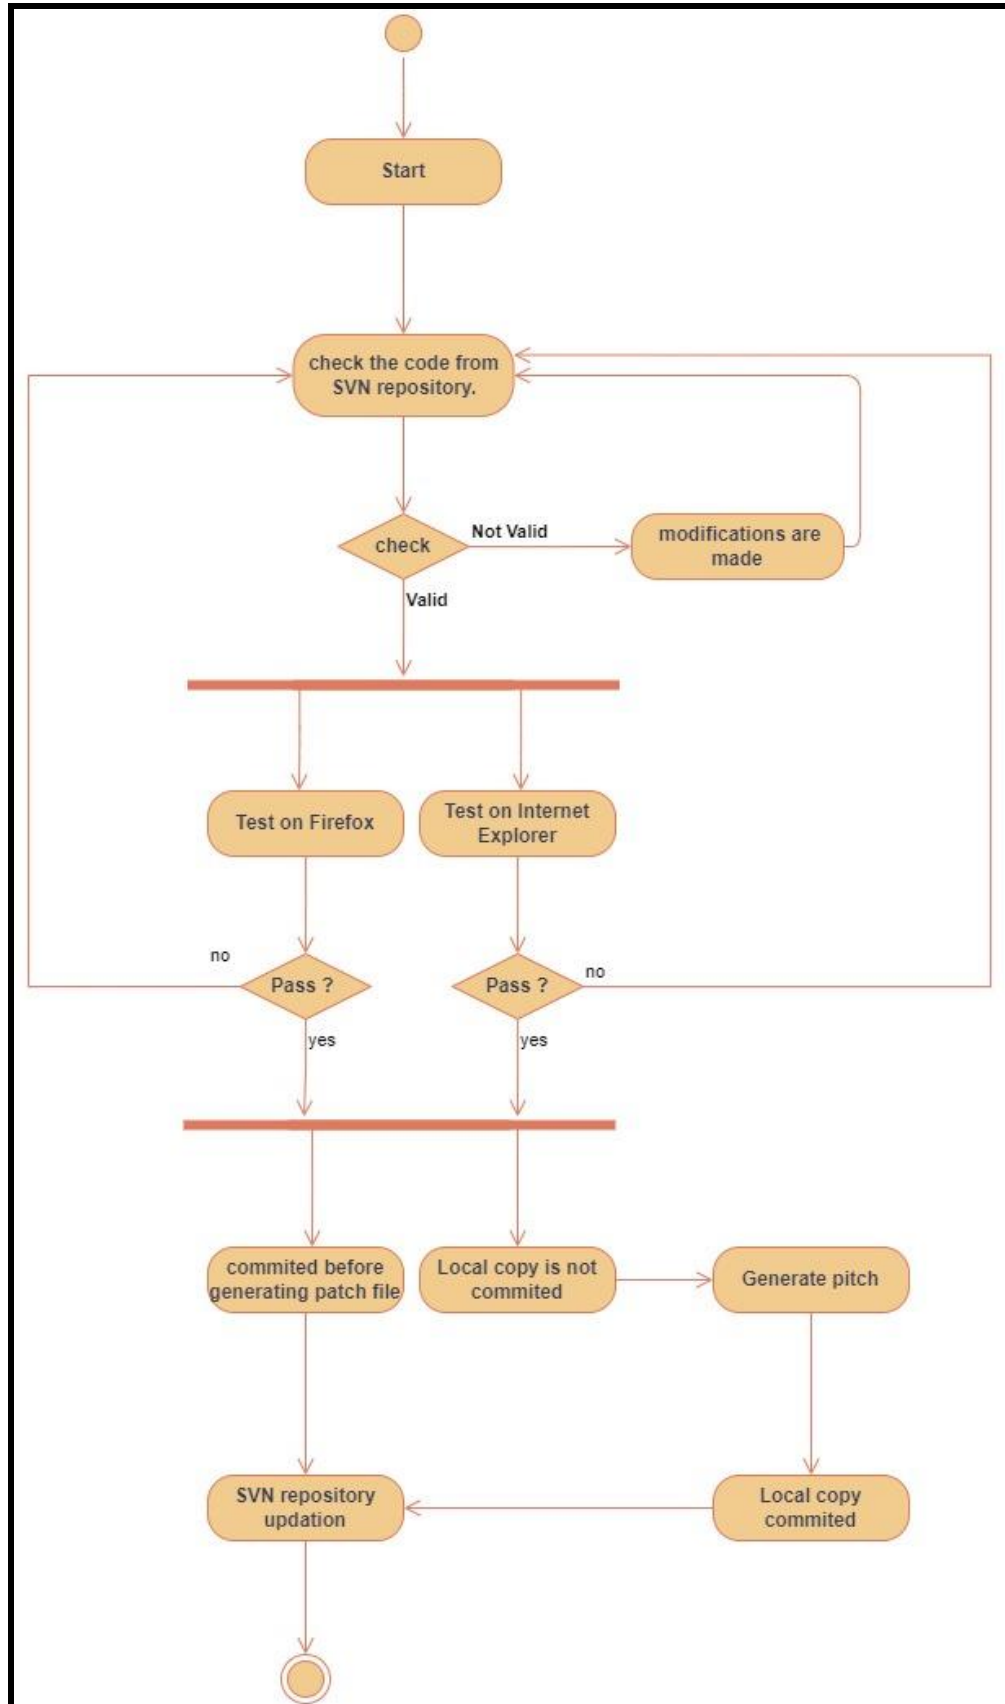 Start
check the code from
SVN repository.
check
Not Valid
modifications are
made
Valid
Test on Firefox
Test on Internet
Explorer
no
Pass ?
Pass ?
no
yes
yes
commited before
generating patch file
Local copy is not
commited
Generate pitch
SVN repository
updation
Local copy
commited